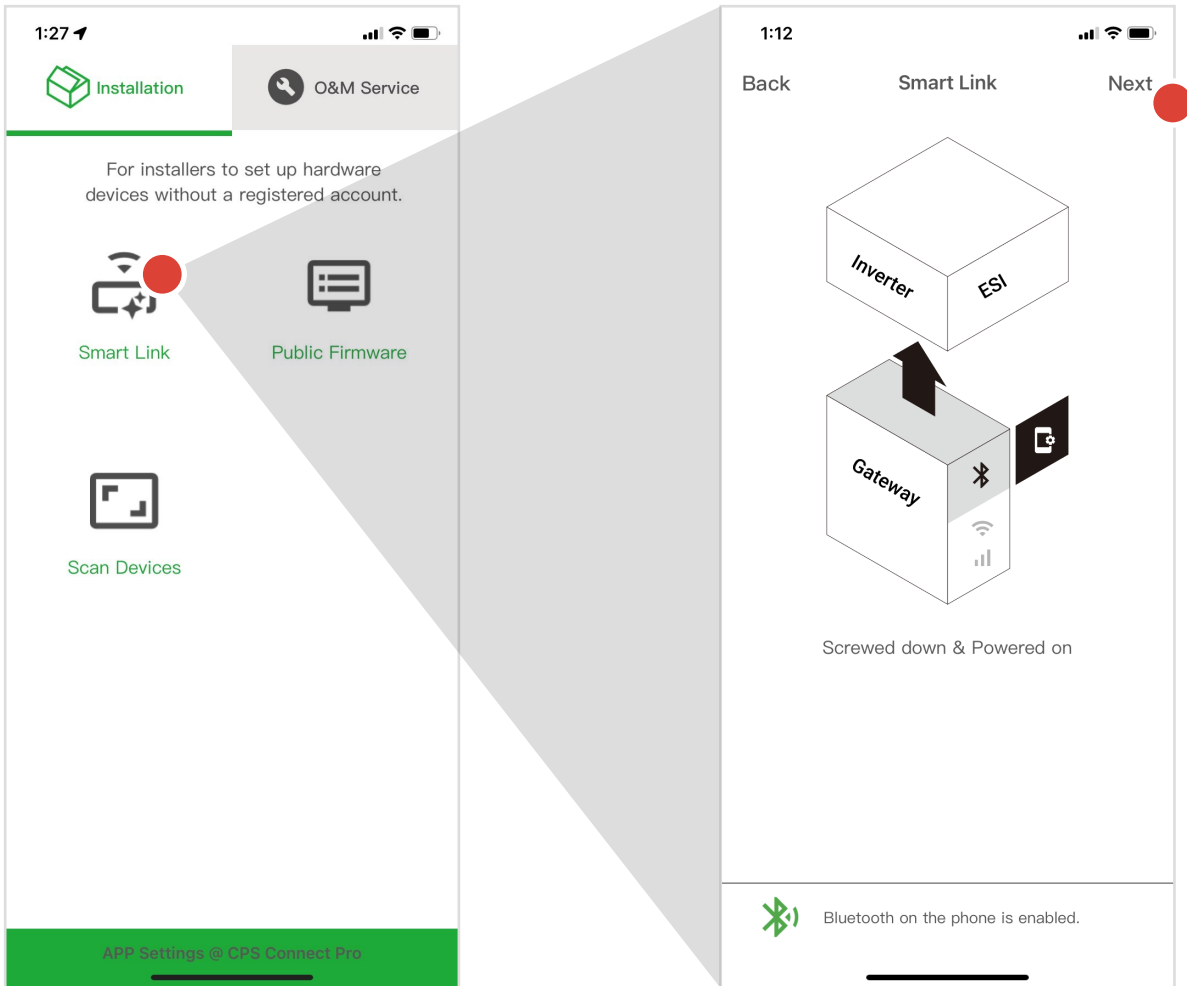 1:27
Installation
O&M Service
For installers to set up hardware
devices without a registered account.
Smart Link
Public Firmware
Scan Devices
APP Settings @ CPS Connect Pro
1:12
Back
Smart Link
Next
Inverter
ESI
Gateway
Screwed down & Powered on
Bluetooth on the phone is enabled.